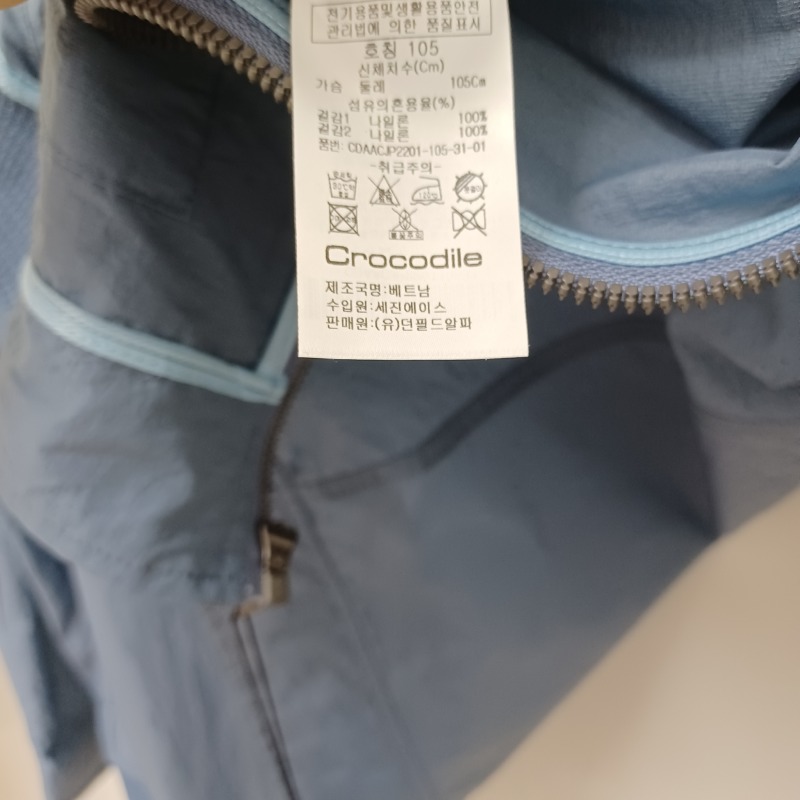 전기용품및생활용품안전
관리법에 의한 품질표시
호칭 105
신체치수(Cm)
가슴 둘레 105Cm
섬유의혼용율(%)
겉감1 나일론 100%
겉감2 나일론 100%
품번: CDAACJP2201-105-31-01
-취급주의-
Crocodile
제조국명:베트남
수입원:세진에이스
판매원:(유)던필드알파